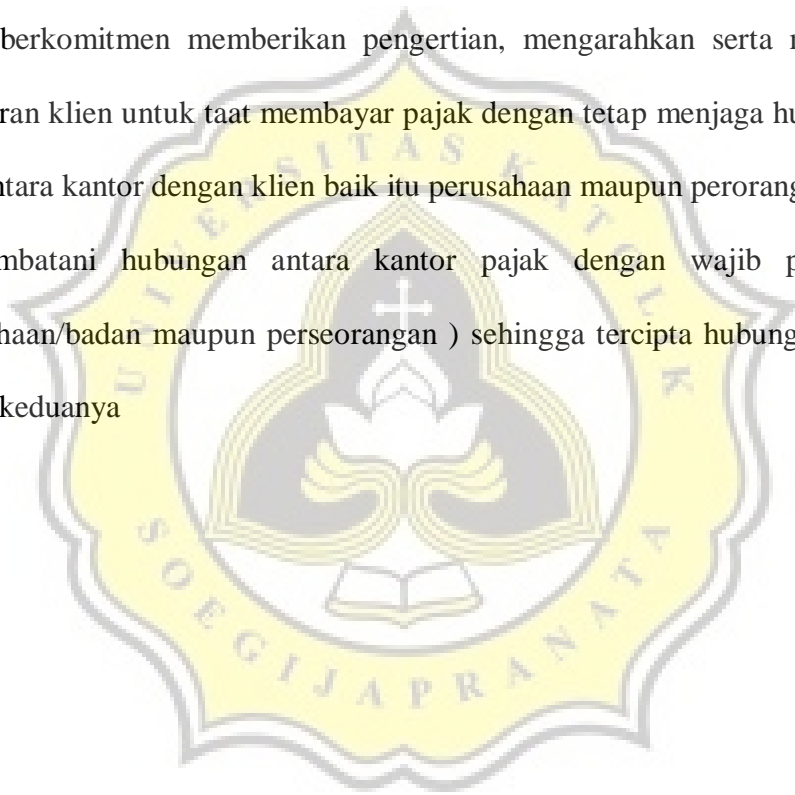 berkomitmen memberikan pengertian, mengarahkan serta
ran klien untuk taat membayar pajak dengan tetap menjaga hu
ntara kantor dengan klien baik itu perusahaan maupun perorang
mbatani hubungan antara kantor pajak dengan wajib p
haan/badan maupun perseorangan ) sehingga tercipta hubung
keduanya
UNIVERSITAS KATOLIK
SOEGIJAPRANATA